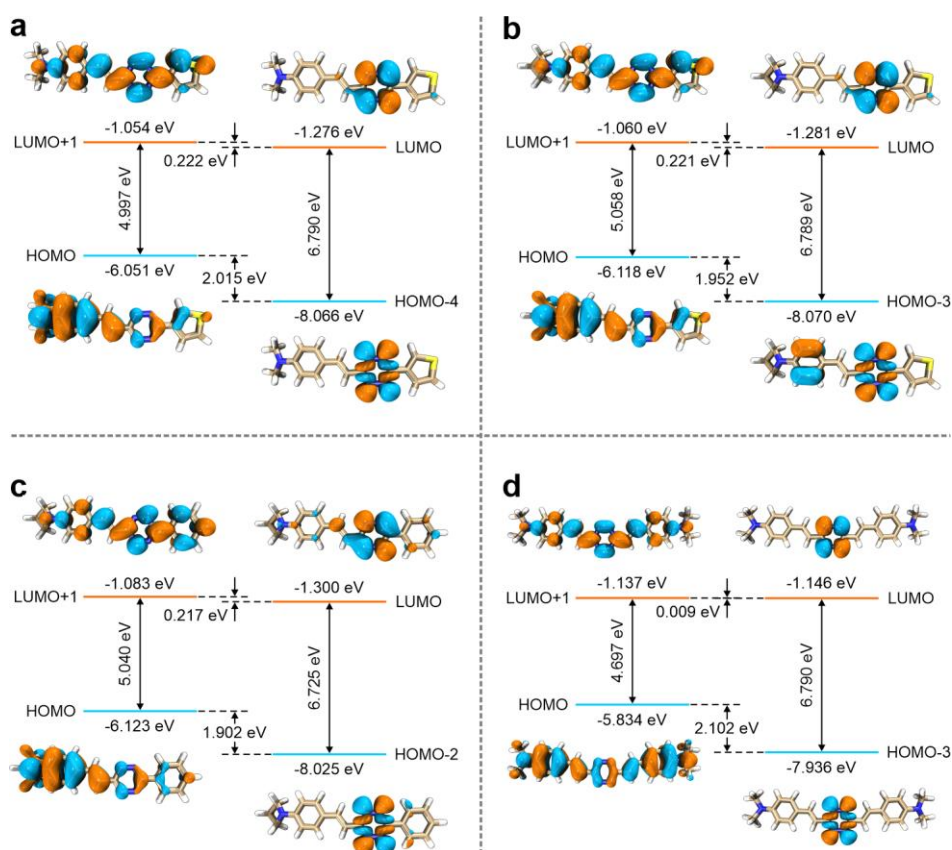 a
-1.054 eV
-1.276 eV
LUMO+1
0.222 eV
LUMO
4.997 eV
6.790 eV
HOMO
-6.051 eV
2.015 eV
HOMO-4
-8.066 eV
b
-1.060 eV
-1.281 eV
LUMO+1
0.221 eV
LUMO
5.058 eV
6.789 eV
HOMO
-6.118 eV
1.952 eV
HOMO-3
-8.070 eV
c
-1.083 eV
-1.300 eV
LUMO+1
0.217 eV
LUMO
5.040 eV
6.725 eV
HOMO
-6.123 eV
1.902 eV
HOMO-2
-8.025 eV
d
-1.137 eV
-1.146 eV
LUMO+1
0.009 eV
LUMO
4.697 eV
6.790 eV
HOMO
-5.834 eV
2.102 eV
HOMO-3
-7.936 eV